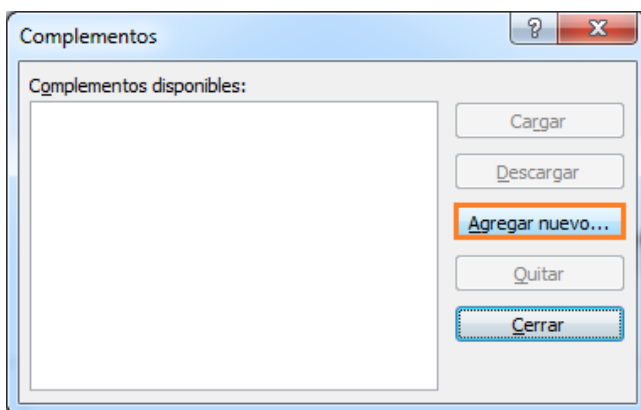 Complementos
Complementos disponibles:
Cargar
Descargar
Agregar nuevo...
Quitar
Cerrar